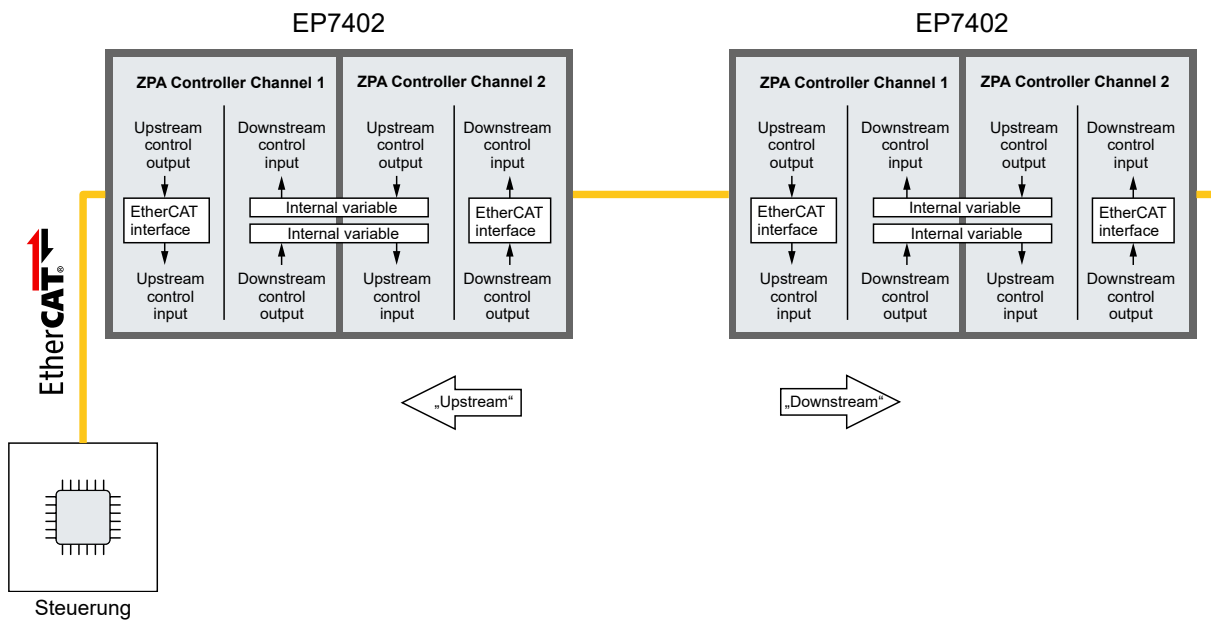 EP7402
EP7402
ZPA Controller Channel 1
ZPA Controller Channel 2
Upstream
control
output
Downstream
control
input
Upstream
control
output
Downstream
control
input
EtherCAT
interface
Internal variable
Internal variable
EtherCAT
interface
Upstream
control
input
Downstream
control
output
Upstream
control
input
Downstream
control
output
ZPA Controller Channel 1
ZPA Controller Channel 2
Upstream
control
output
Downstream
control
input
Upstream
control
output
Downstream
control
input
EtherCAT
interface
Internal variable
Internal variable
EtherCAT
interface
Upstream
control
input
Downstream
control
output
Upstream
control
input
Downstream
control
output
EtherCAT®
„Upstream“
„Downstream“
Steuerung